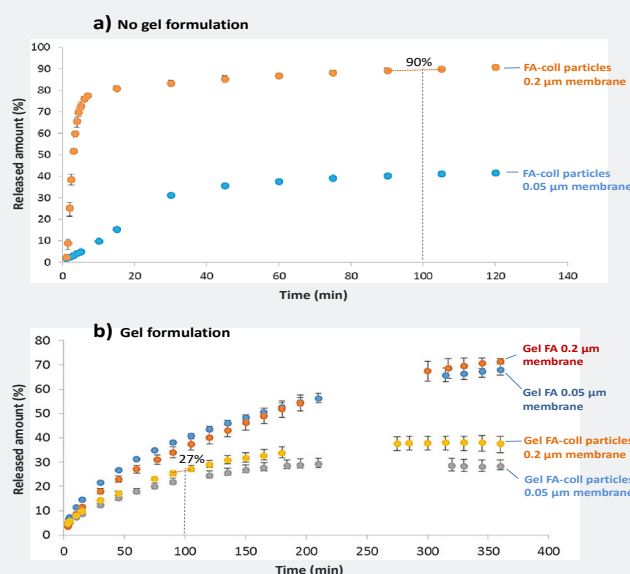 a) No gel formulation
100
90
80
70
60
50
40
30
20
10
0
Released amount (%)
90%
FA-coll particles
0.2 µm membrane
FA-coll particles
0.05 µm membrane
0 20 40 60 80 100 120 140
Time (min)
b) Gel formulation
80
70
60
50
40
30
20
10
0
Released amount (%)
27%
Gel FA 0.2 µm
membrane
Gel FA 0.05 µm
membrane
Gel FA-coll particles
0.2 µm membrane
Gel FA-coll particles
0.05 µm membrane
0 50 100 150 200 250 300 350 400
Time (min)